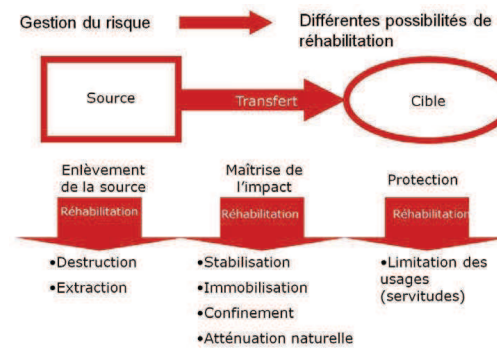 Gestion du risque
Différentes possibilités de
réhabilitation
Source
Transfert
Cible
Enlèvement
de la source
Maîtrise de
l'impact
Protection
Réhabilitation
Réhabilitation
Réhabilitation
•Destruction
•Extraction
•Stabilisation
•Immobilisation
•Confinement
•Atténuation naturelle
•Limitation des
usages
(servitudes)